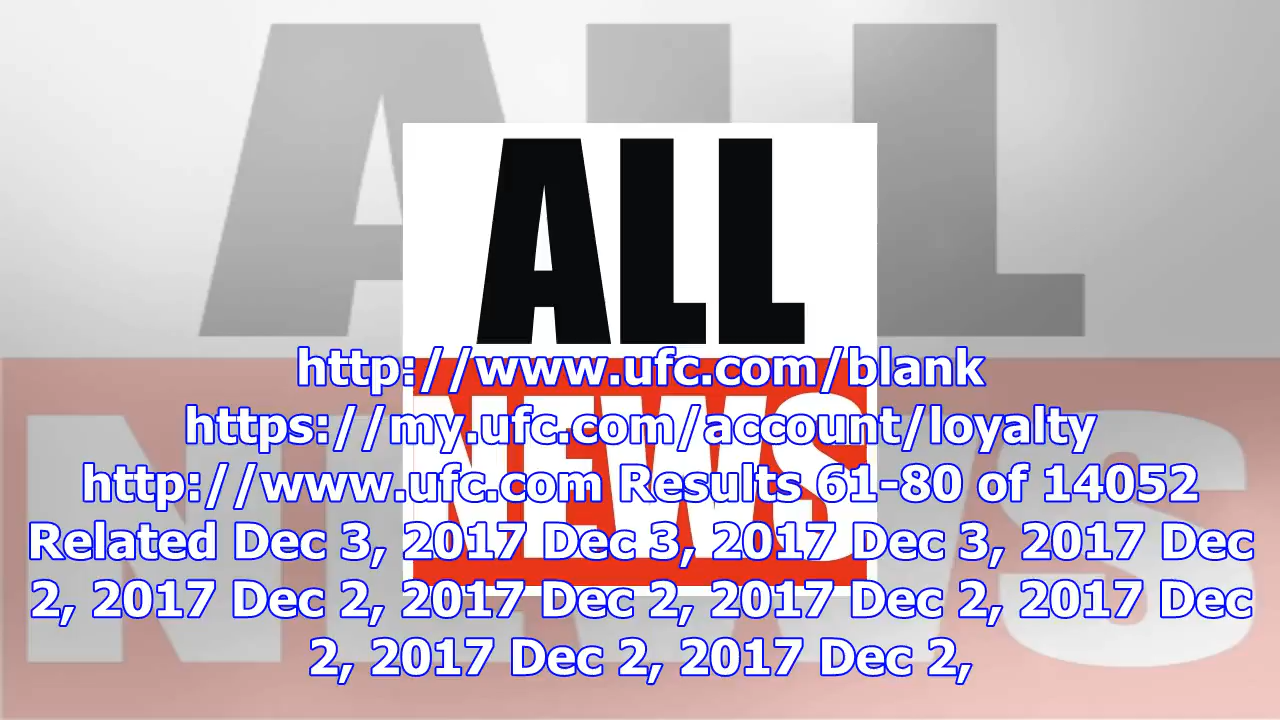 ALL
NEWS
http://www.ufc.com/blank
https://my.ufc.com/account/loyalty
http://www.ufc.com Results 61-80 of 14052
Related Dec 3, 2017 Dec 3, 2017 Dec 3, 2017 Dec
2, 2017 Dec 2, 2017 Dec 2, 2017 Dec 2, 2017 Dec
2, 2017 Dec 2, 2017 Dec 2,